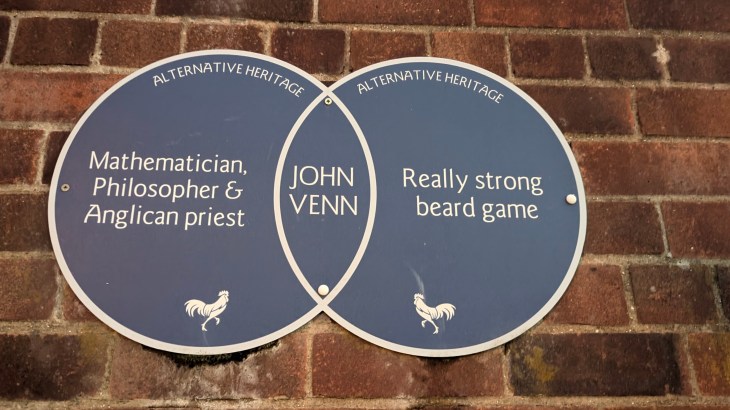 ALTERNATIVE HERITAGE
Mathematician,
Philosopher &
Anglican priest
JOHN
VENN
ALTERNATIVE HERITAGE
Really strong
beard game